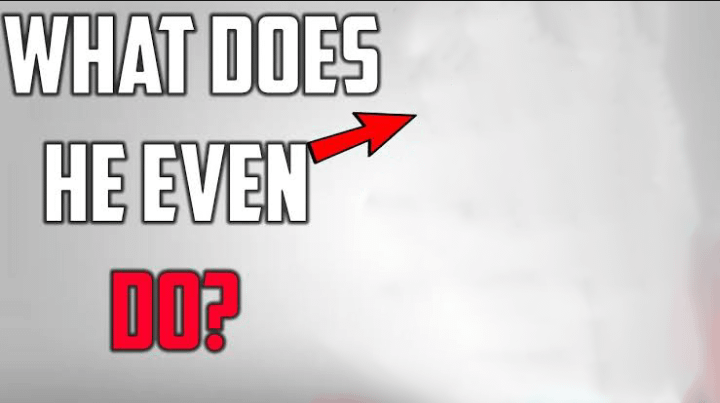 WHAT DOES
HE EVEN
DO?